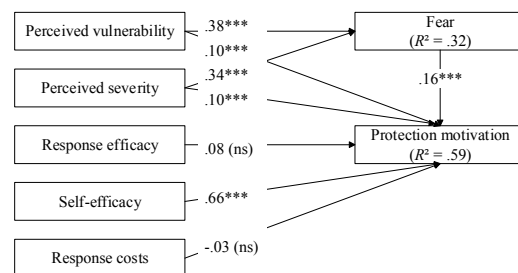 Perceived vulnerability
.38***
Fear
(R² = .32)
.10***
.34***
Perceived severity
.10***
.16***
Response efficacy
.08 (ns)
Protection motivation
(R² = .59)
Self-efficacy
.66***
Response costs
-.03 (ns)